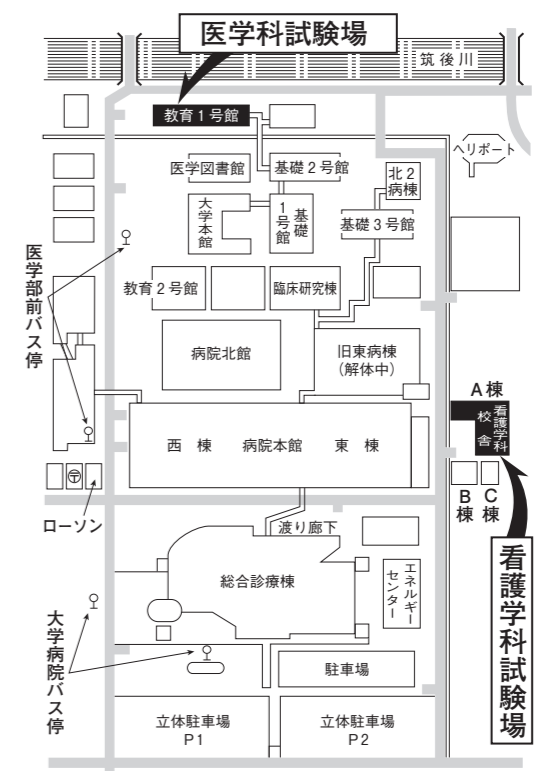 医学科試験場
筑後川
教育1号館
ヘリポート
医学図書館
基礎2号館
北2
病棟
大学
本館
基礎
1号館
基礎3号館
医学部前バス停
教育2号館
臨床研究棟
病院北館
旧東病棟
(解体中)
A棟
看護学科
校舎
西棟 病院本館 東棟
B棟
C棟
ローソン
渡り廊下
看護学科試験場
総合診療棟
エネルギー
センター
大学病院バス停
駐車場
立体駐車場
P1
立体駐車場
P2